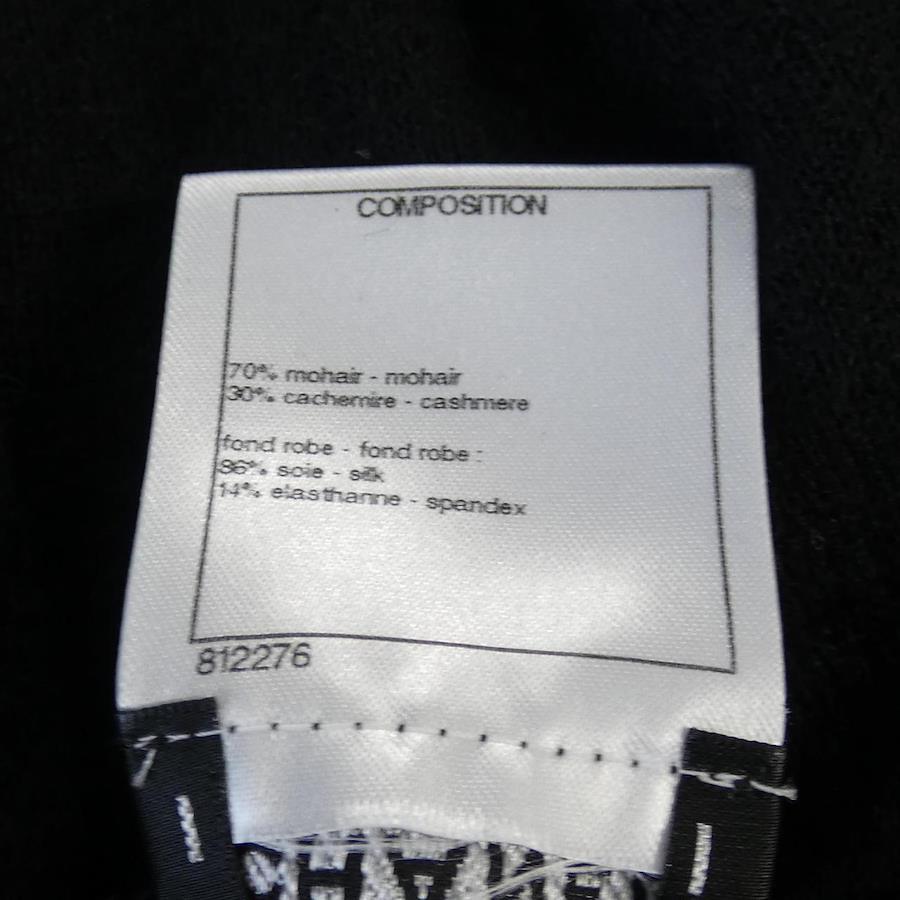 COMPOSITION
70% mohair - mohair
30% cachemire - cashmere
fond robe - fond robe :
86% soie - silk
14% elasthanne - spandex
812276